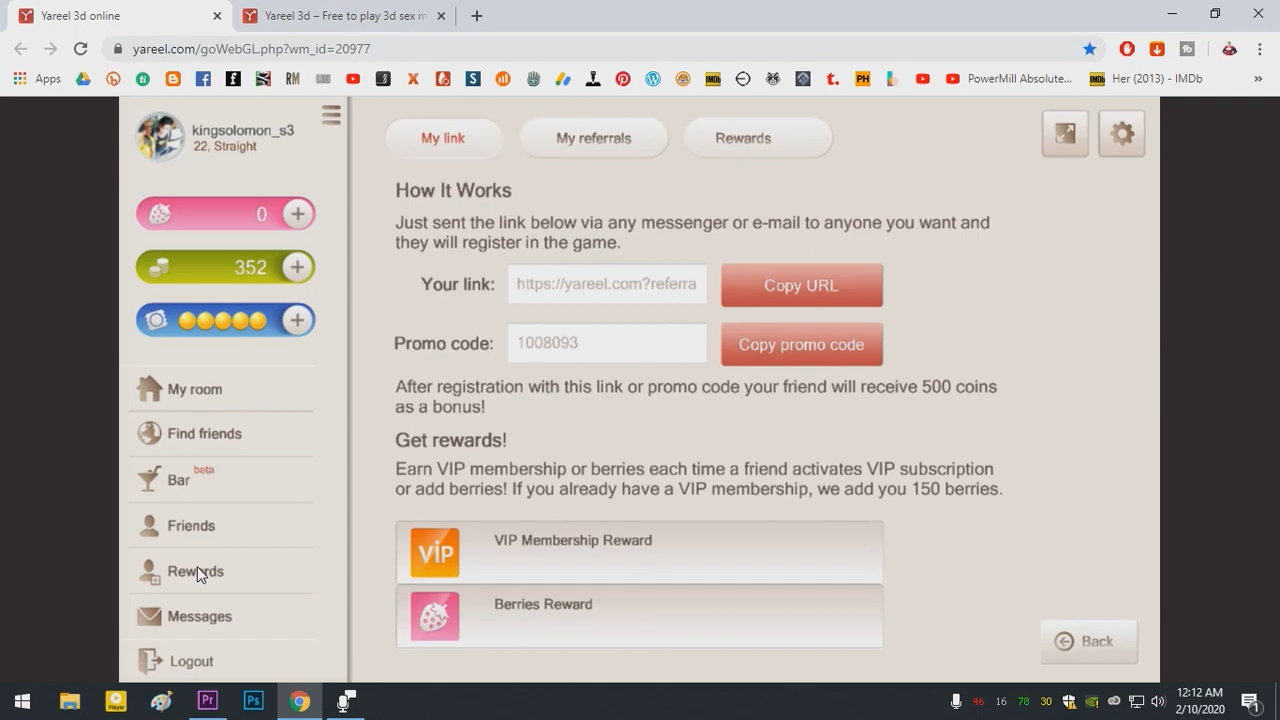 Yareel 3d online
Yareel 3d – Free to play 3d sex m
yareel.com/goWebGL.php?wm_id=20977
Apps
PowerMill Absolute...
Her (2013) - IMDb
kingsolomon_s3
22, Straight
0
352
My room
Find friends
Bar beta
Friends
Rewards
Messages
Logout
My link
My referrals
Rewards
How It Works
Just sent the link below via any messenger or e-mail to anyone you want and
they will register in the game.
Your link: https://yareel.com?referra Copy URL
Promo code: 1008093 Copy promo code
After registration with this link or promo code your friend will receive 500 coins
as a bonus!
Get rewards!
Earn VIP membership or berries each time a friend activates VIP subscription
or add berries! If you already have a VIP membership, we add you 150 berries.
VIP VIP Membership Reward
Berries Reward
Back
46 16 78 30
12:12 AM
2/10/2020